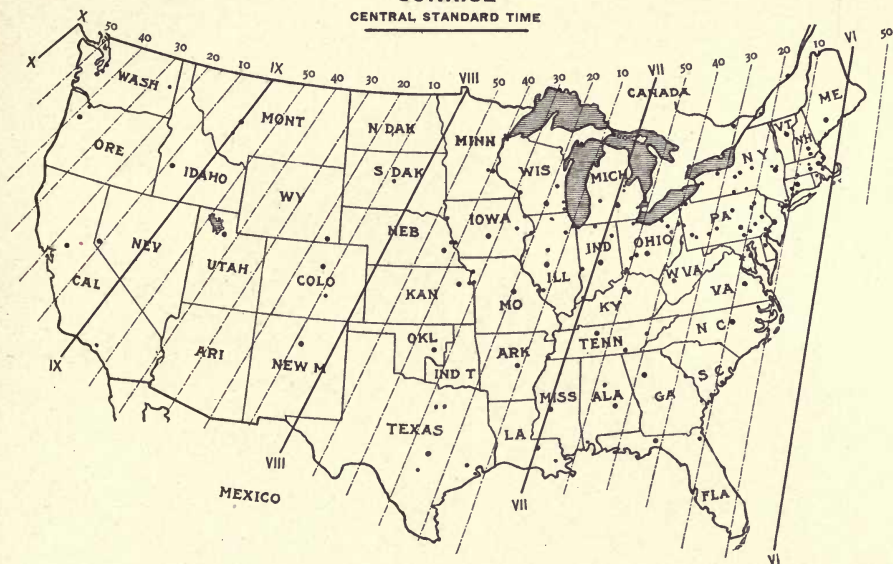 CENTRAL STANDARD TIME
X 50 40 30 20 10 IX 50 40 30 20 10 VIII 50 40 30 20 10 VII 50 40 30 20 10 VI 50
X
CANADA
WASH
MONT
N DAK
MINN
ME
VT
NH
ORE
IDAHO
S DAK
WIS
MICH
N Y
WY
IOWA
NEB
PA
NEV
UTAH
COLO
ILL
IND
OHIO
CAL
KAN
MO
W VA
VA
KY
IX
ARI
NEW M
OKL
IND T
ARK
TENN
N C
S C
TEXAS
LA
MISS
ALA
GA
VIII
MEXICO
VII
FLA
VI